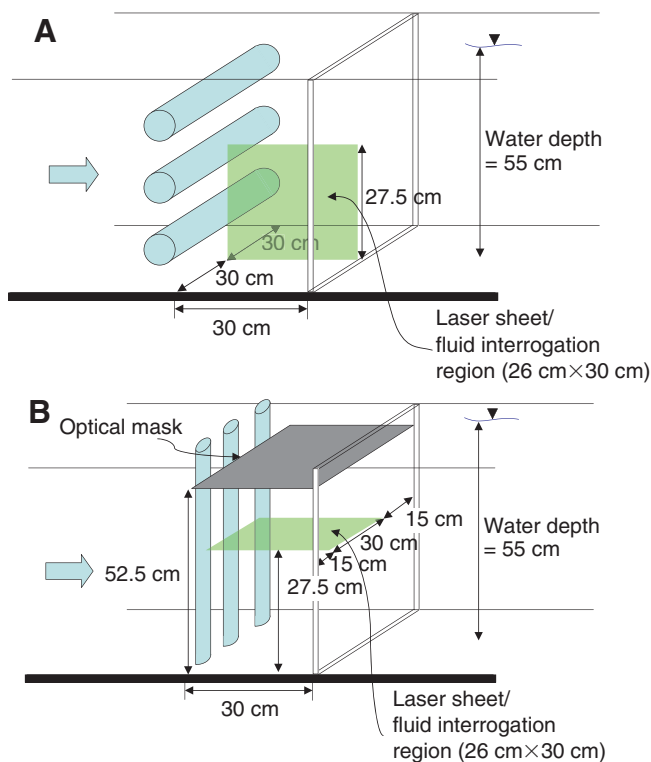 A
Water depth
= 55 cm
27.5 cm
30 cm
30 cm
30 cm
Laser sheet/
fluid interrogation
region (26 cm×30 cm)
B
Optical mask
15 cm
30 cm
15 cm
Water depth
= 55 cm
52.5 cm
27.5 cm
30 cm
Laser sheet/
fluid interrogation
region (26 cm×30 cm)